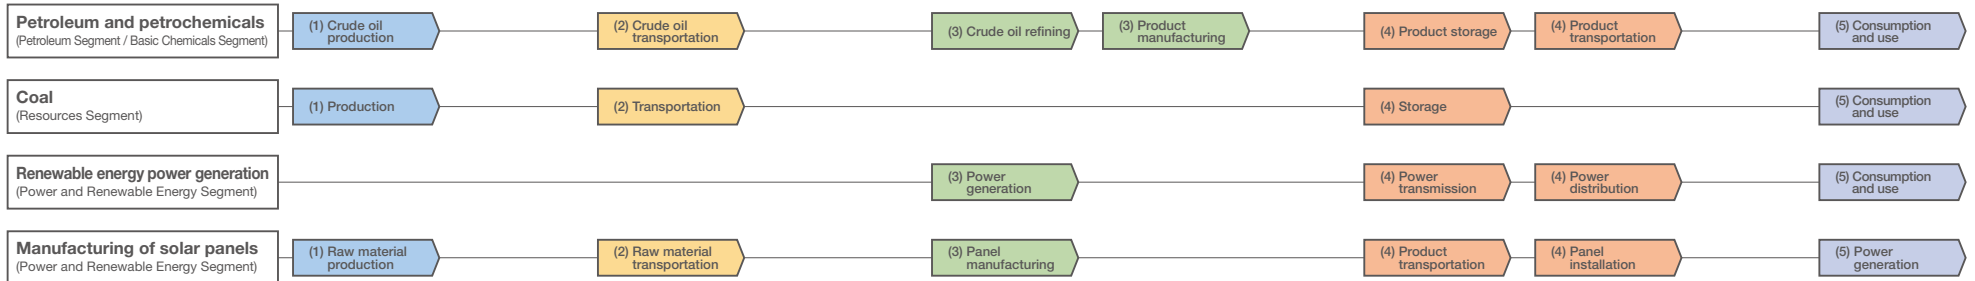 Petroleum and petrochemicals
(Petroleum Segment / Basic Chemicals Segment)
(1) Crude oil
production
(2) Crude oil
transportation
(3) Crude oil refining
(3) Product
manufacturing
(4) Product storage
(4) Product
transportation
(5) Consumption
and use
Coal
(Resources Segment)
(1) Production
(2) Transportation
(4) Storage
(5) Consumption
and use
Renewable energy power generation
(Power and Renewable Energy Segment)
(3) Power
generation
(4) Power
transmission
(4) Power
distribution
(5) Consumption
and use
Manufacturing of solar panels
(Power and Renewable Energy Segment)
(1) Raw material
production
(2) Raw material
transportation
(3) Panel
manufacturing
(4) Product
transportation
(4) Panel
installation
(5) Power
generation